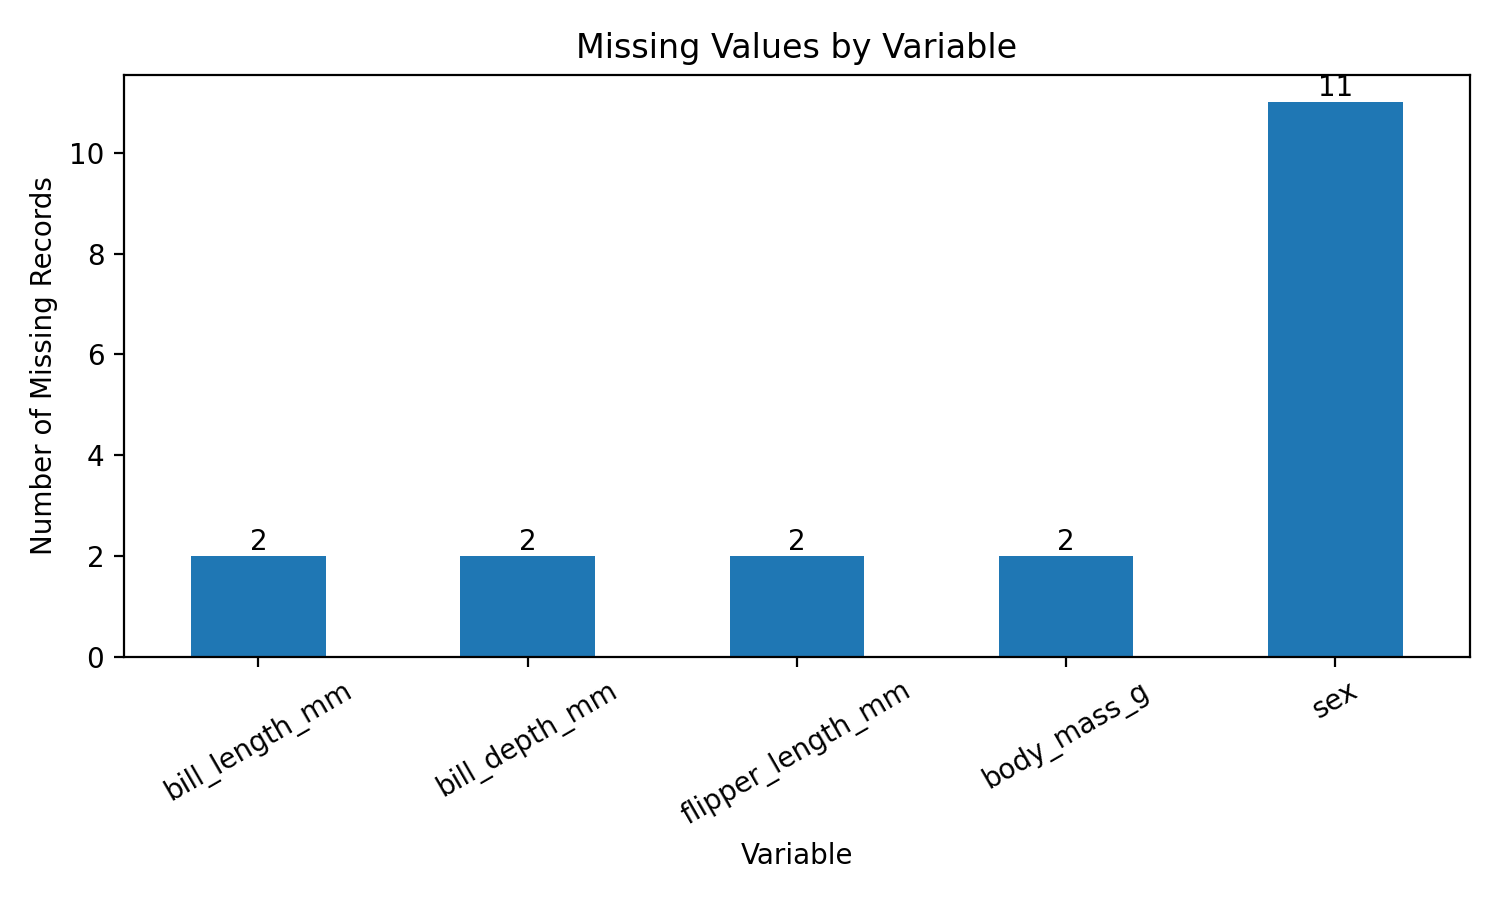 Missing Values by Variable
Number of Missing Records
10
8
6
4
2
0
2
2
2
2
11
bill_length_mm
bill_depth_mm
flipper_length_mm
body_mass_g
sex
Variable